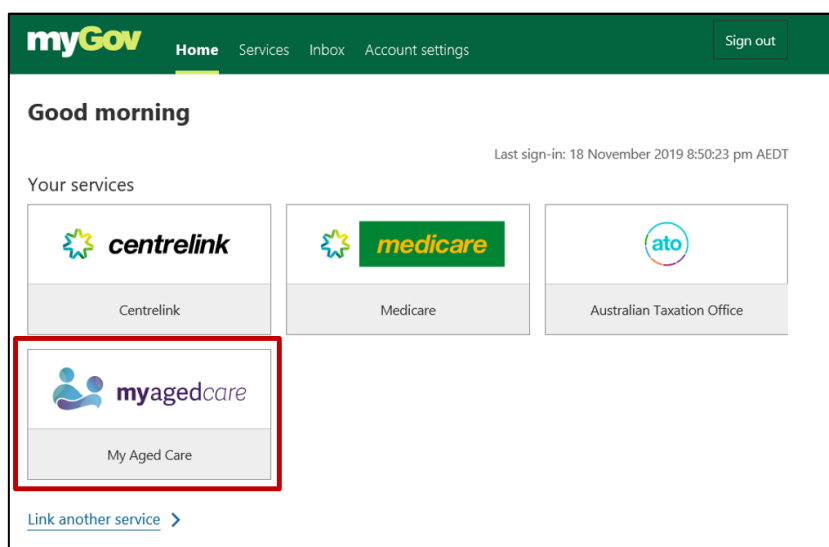 myGov Home Services Inbox Account settings Sign out
Good morning
Last sign-in: 18 November 2019 8:50:23 pm AEDT
Your services
centrelink medicare ato
Centrelink Medicare Australian Taxation Office
myagedcare
My Aged Care
Link another service